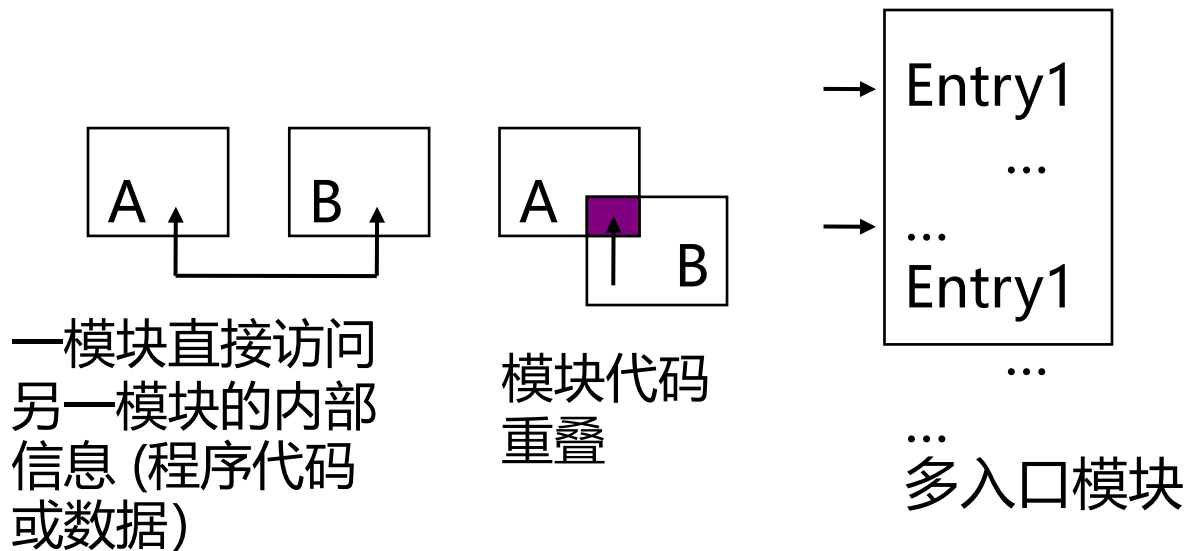 A
B
一模块直接访问
另一模块的内部
信息 (程序代码
或数据)
A
B
模块代码
重叠
Entry1
...
...
Entry1
...
...
多入口模块